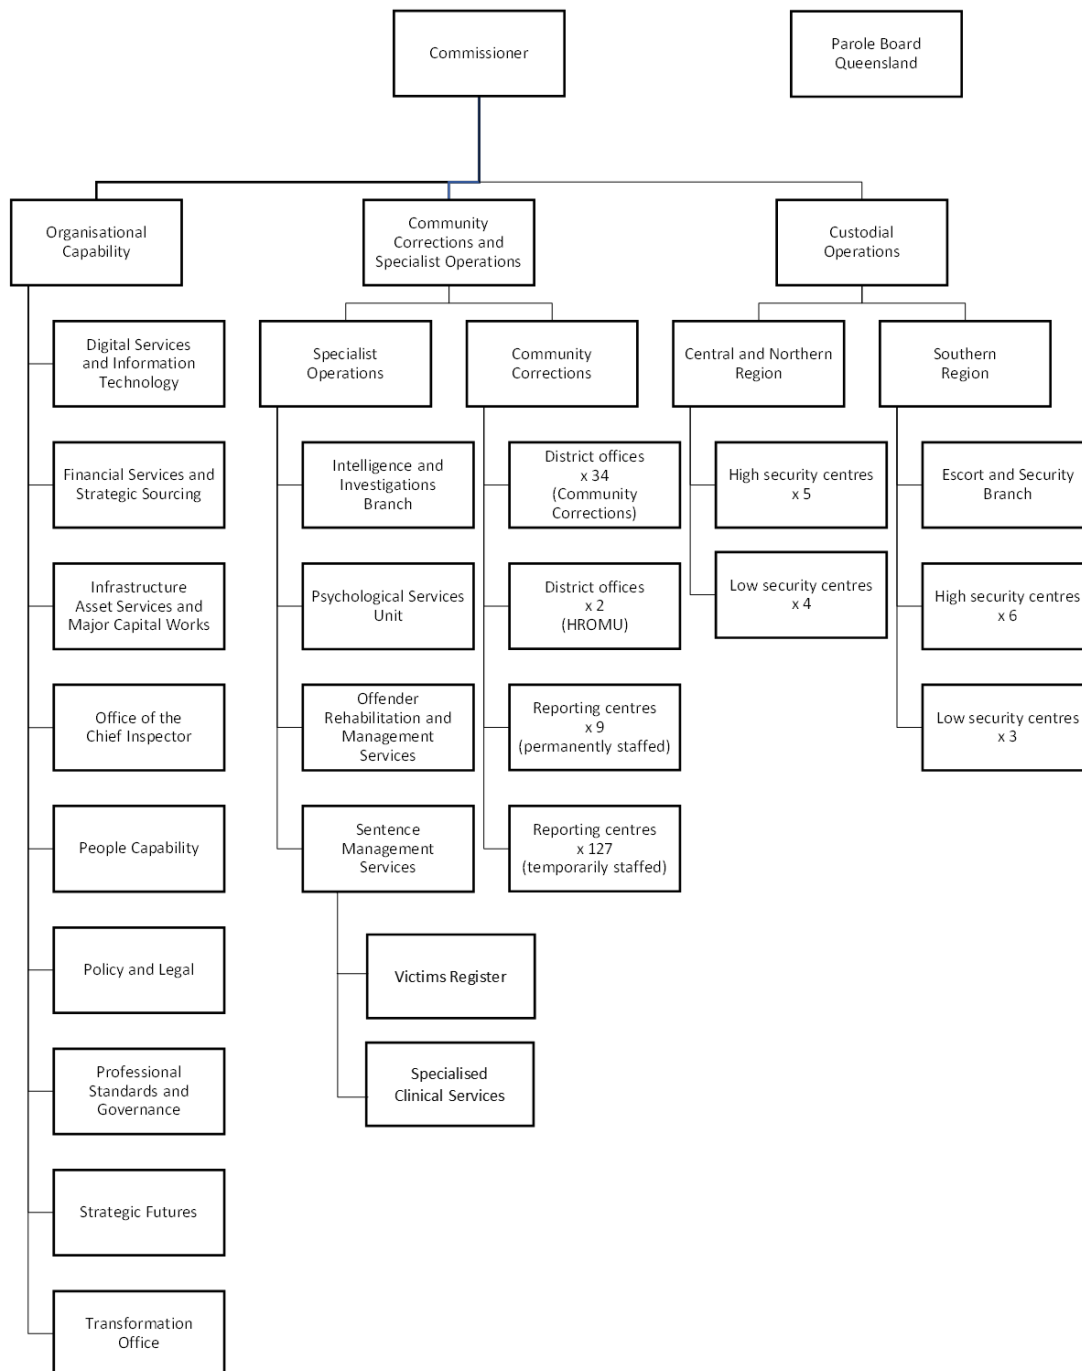 Commissioner
Parole Board
Queensland
Organisational
Capability
Community
Corrections and
Specialist Operations
Custodial
Operations
Digital Services
and Information
Technology
Financial Services and
Strategic Sourcing
Infrastructure
Asset Services and
Major Capital Works
Office of the
Chief Inspector
People Capability
Policy and Legal
Professional
Standards and
Governance
Strategic Futures
Transformation
Office
Specialist
Operations
Intelligence and
Investigations
Branch
Psychological Services
Unit
Offender
Rehabilitation and
Management
Services
Sentence
Management
Services
Victims Register
Specialised
Clinical Services
Community
Corrections
District offices
x 34
(Community
Corrections)
District offices
x 2
(HROMU)
Reporting centres
x 9
(permanently staffed)
Reporting centres
x 127
(temporarily staffed)
Central and Northern
Region
High security centres
x 5
Low security centres
x 4
Southern
Region
Escort and Security
Branch
High security centres
x 6
Low security centres
x 3